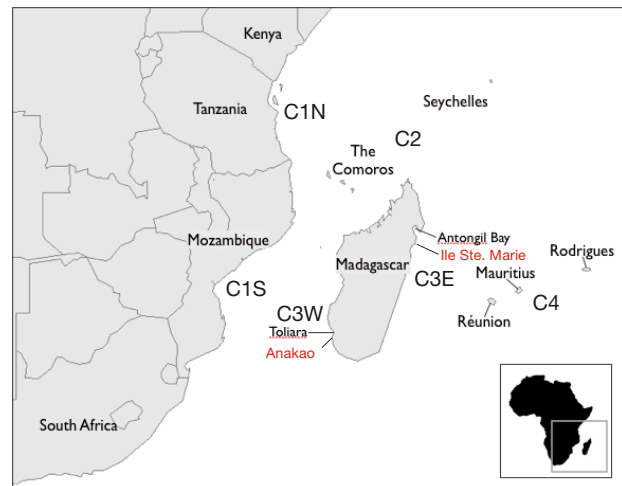 Kenya
Tanzania
C1N
Seychelles
C2
The
Comoros
Mozambique
Antongil Bay
Ile Ste. Marie
Rodrigues
Madagascar
C3E
Mauritius
C1S
C4
C3W
Réunion
Toliara
Anakao
South Africa